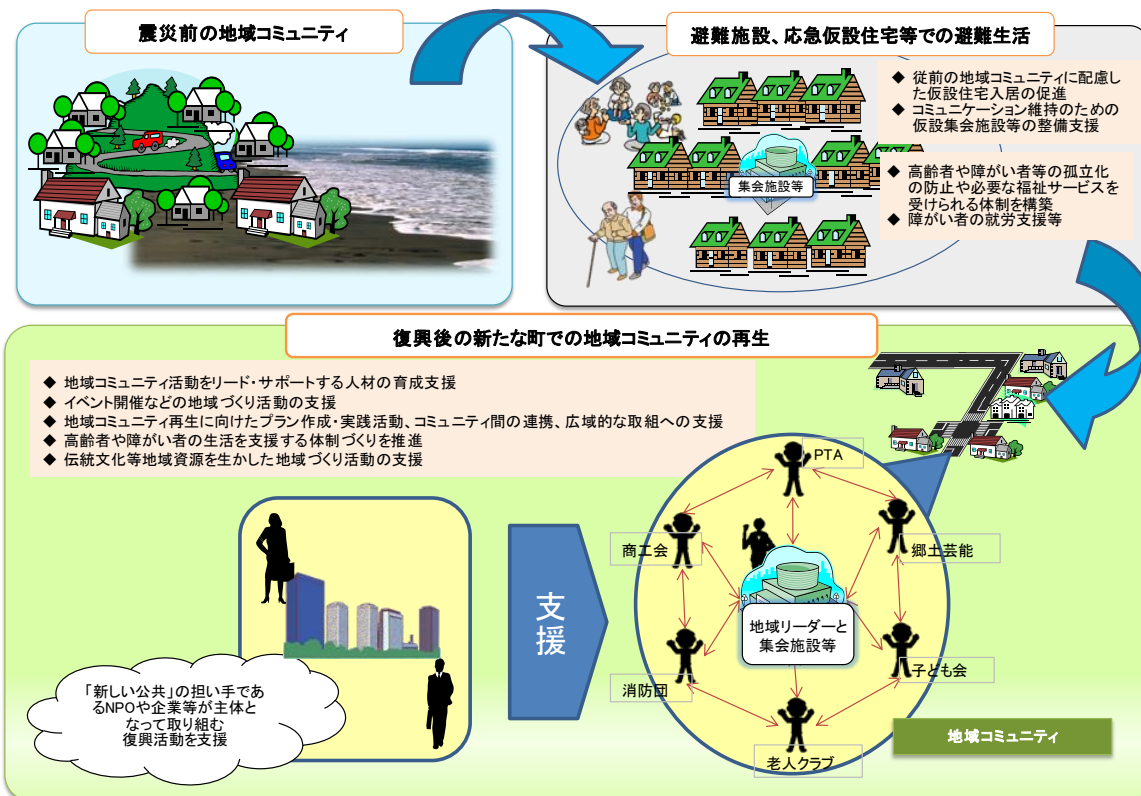 震災前の地域コミュニティ
避難施設、応急仮設住宅等での避難生活
◆ 従前の地域コミュニティに配慮し
た仮設住宅入居の促進
◆ コミュニケーション維持のための
仮設集会施設等の整備支援
集会施設等
◆ 高齢者や障がい者等の孤立化
の防止や必要な福祉サービスを
受けられる体制を構築
◆ 障がい者の就労支援等
復興後の新たな町での地域コミュニティの再生
◆ 地域コミュニティ活動をリード・サポートする人材の育成支援
◆ イベント開催などの地域づくり活動の支援
◆ 地域コミュニティ再生に向けたプラン作成・実践活動、コミュニティ間の連携、広域的な取組への支援
◆ 高齢者や障がい者の生活を支援する体制づくりを推進
◆ 伝統文化等地域資源を生かした地域づくり活動の支援
「新しい公共」の担い手であ
るNPOや企業等が主体と
なって取り組む
復興活動を支援
支援
PTA
商工会
郷土芸能
地域リーダーと
集会施設等
消防団
子ども会
老人クラブ
地域コミュニティ